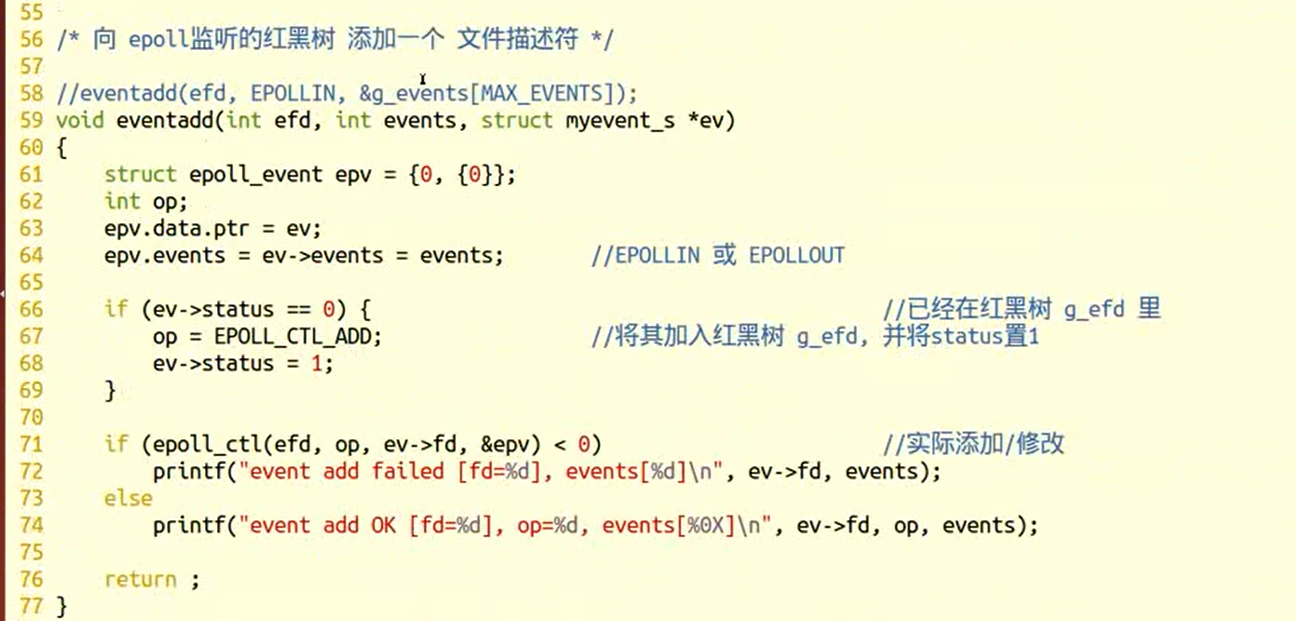 55
56 /* 向 epoll监听的红黑树 添加一个 文件描述符 */
57
58 //eventadd(efd, EPOLLIN, &g_events[MAX_EVENTS]);
59 void eventadd(int efd, int events, struct myevent_s *ev)
60 {
61     struct epoll_event epv = {0, {0}};
62     int op;
63     epv.data.ptr = ev;
64     epv.events = ev->events = events;       //EPOLLIN 或 EPOLLOUT
65
66     if (ev->status == 0) {                                          //已经在红黑树 g_efd 里
67         op = EPOLL_CTL_ADD;                 //将其加入红黑树 g_efd, 并将status置1
68         ev->status = 1;
69     }
70
71     if (epoll_ctl(efd, op, ev->fd, &epv) < 0)                       //实际添加/修改
72         printf("event add failed [fd=%d], events[%d]\n", ev->fd, events);
73     else
74         printf("event add OK [fd=%d], op=%d, events[%0X]\n", ev->fd, op, events);
75
76     return ;
77 }